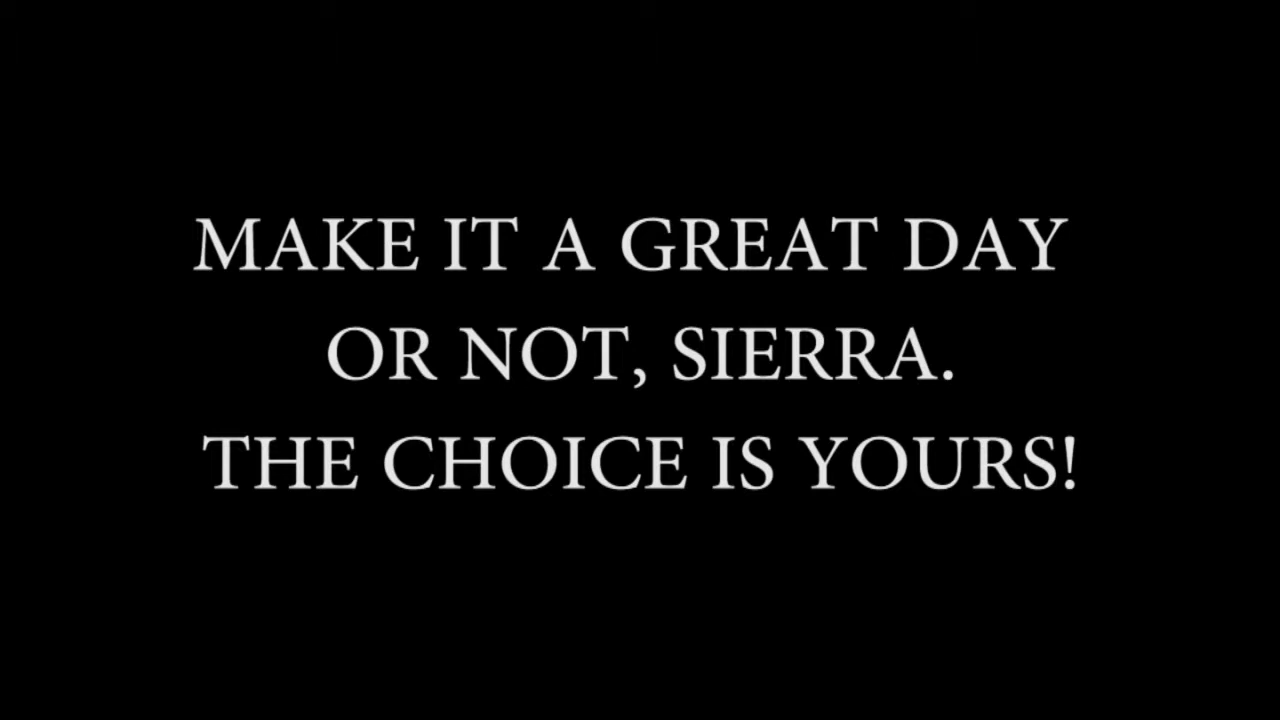 MAKE IT A GREAT DAY
OR NOT, SIERRA.
THE CHOICE IS YOURS!